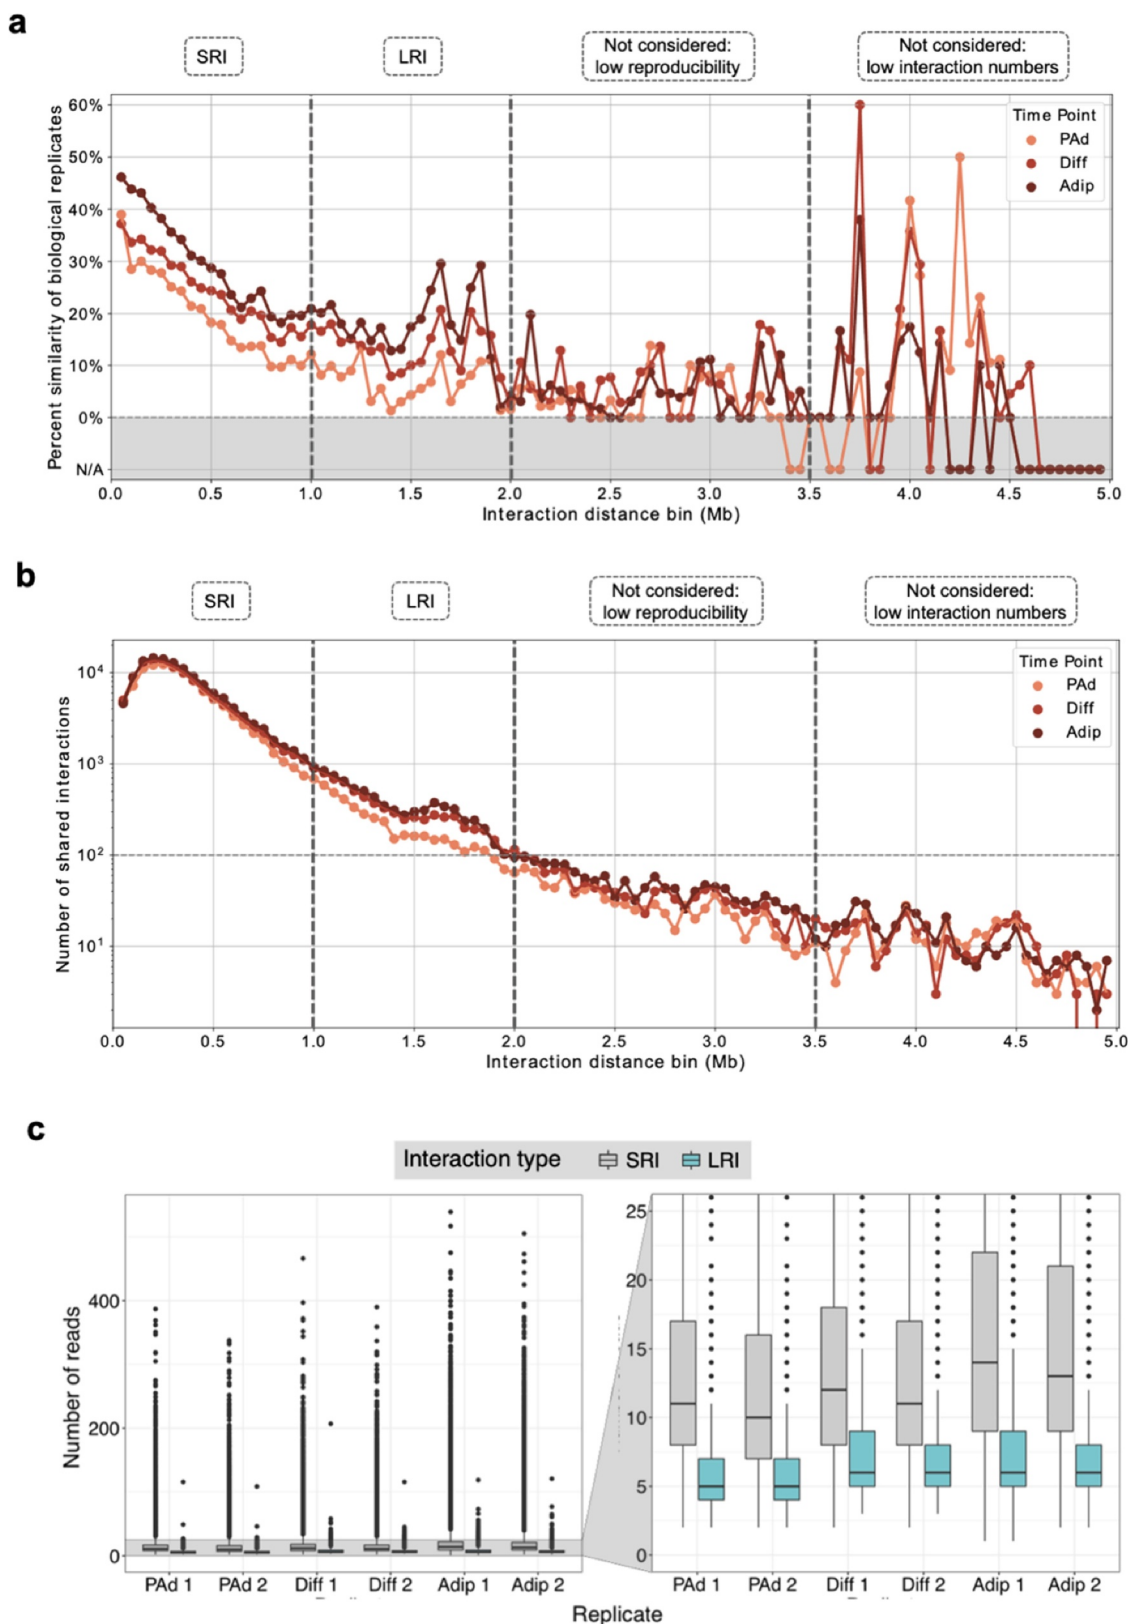 a
SRI
LRI
Not considered:
low reproducibility
Not considered:
low interaction numbers
Percent similarity of biological replicates
60%
50%
40%
30%
20%
10%
0%
N/A
Time Point
PAd
Diff
Adip
0.0 0.5 1.0 1.5 2.0 2.5 3.0 3.5 4.0 4.5 5.0
Interaction distance bin (Mb)
b
SRI
LRI
Not considered:
low reproducibility
Not considered:
low interaction numbers
Number of shared interactions
10⁴
10³
10²
10¹
Time Point
PAd
Diff
Adip
0.0 0.5 1.0 1.5 2.0 2.5 3.0 3.5 4.0 4.5 5.0
Interaction distance bin (Mb)
c
Interaction type SRI LRI
Number of reads
400
200
0
PAd 1 PAd 2 Diff 1 Diff 2 Adip 1 Adip 2
25
20
15
10
5
0
PAd 1 PAd 2 Diff 1 Diff 2 Adip 1 Adip 2
Replicate